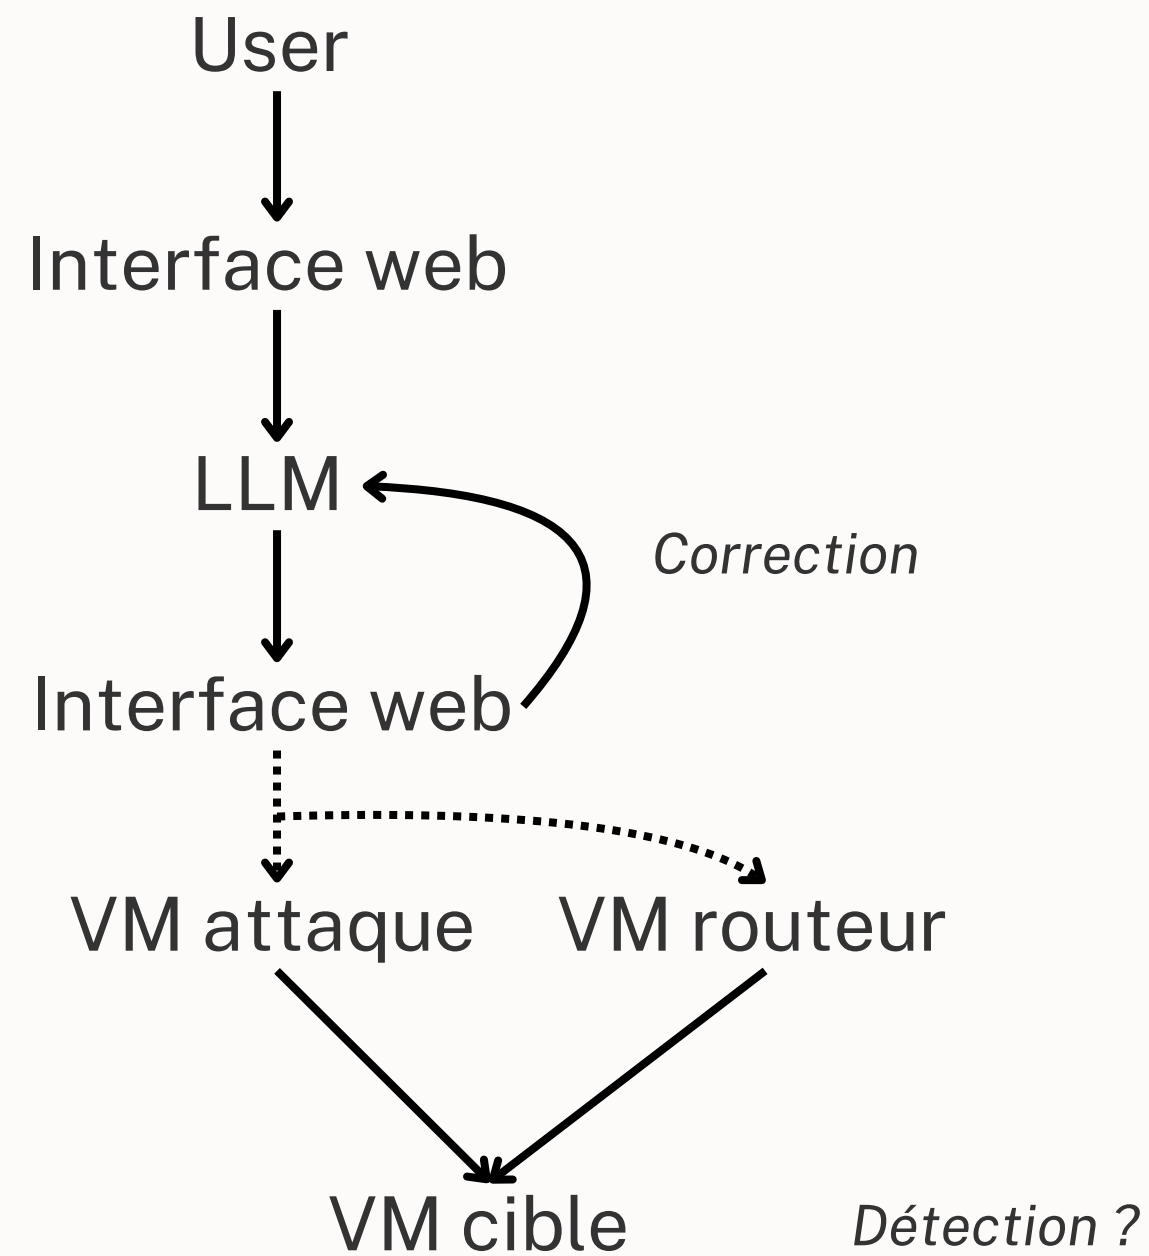 User
Interface web
LLM
Correction
Interface web
VM attaque
VM routeur
VM cible
Détection ?